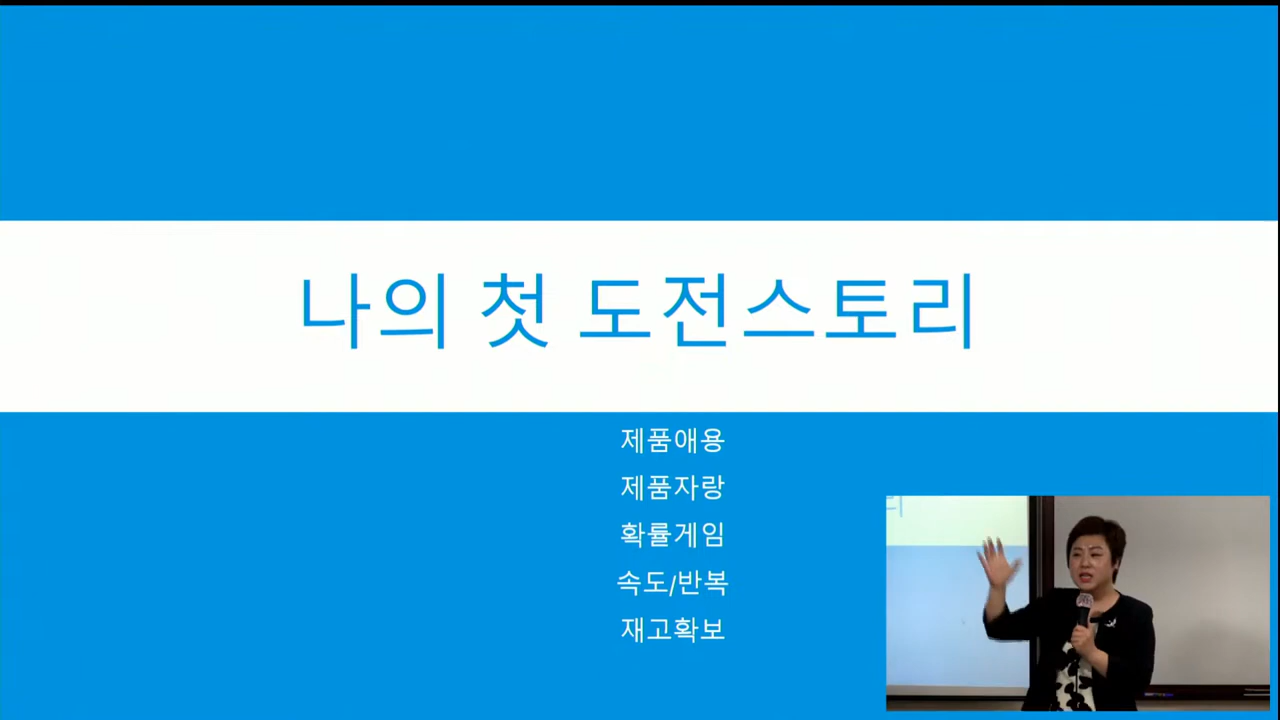 나의 첫 도전스토리
제품애용
제품자랑
확률게임
속도/반복
재고확보
리